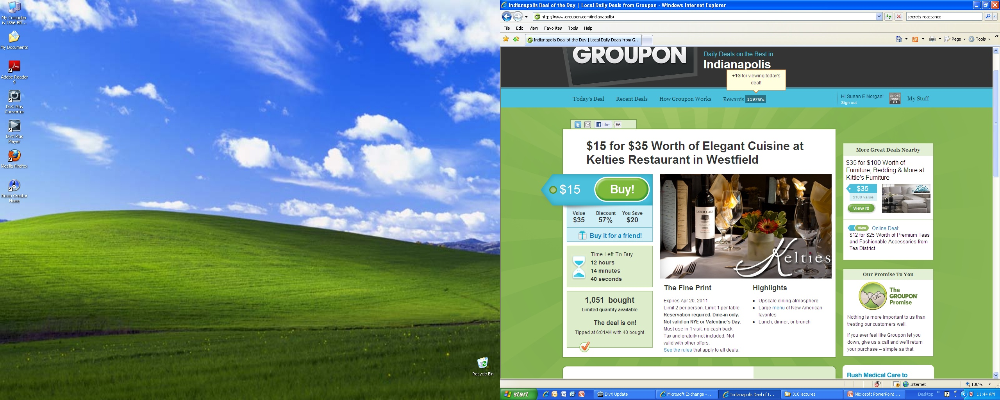 My Computer
is 1366-BR...
My Documents
Adobe Reader
9
DivX Plus
Converter
DivX Plus
Player
Mozilla Firefox
Roxio Creator
Home
Recycle Bin
Indianapolis Deal of the Day | Local Daily Deals from Groupon - Windows Internet Explorer
http://www.groupon.com/indianapolis/
secrets reactance
File Edit View Favorites Tools Help
Indianapolis Deal of the Day | Local Daily Deals from G...
Page Tools
GROUPON
Daily Deals on the Best in
Indianapolis
+1G for viewing today's
deal!
Today's Deal Recent Deals How Groupon Works Rewards 1197G's
Hi Susan E Morgan!
Sign out
upload
your
pic
My Stuff
Like 66
$15 for $35 Worth of Elegant Cuisine at
Kelties Restaurant in Westfield
$15 Buy!
Value Discount You Save
$35 57% $20
Buy it for a friend!
Time Left To Buy
12 hours
14 minutes
40 seconds
1,051 bought
Limited quantity available
The deal is on!
Tipped at 6:01AM with 40 bought
LAYER CAKE
SHIRAZ
Kelties
The Fine Print
Expires Apr 20, 2011
Limit 2 per person. Limit 1 per table.
Reservation required. Dine-in only.
Not valid on NYE or Valentine's Day.
Must use in 1 visit, no cash back.
Tax and gratuity not included. Not
valid with other offers.
See the rules that apply to all deals.
Highlights
Upscale dining atmosphere
Large menu of New American
favorites
Lunch, dinner, or brunch
More Great Deals Nearby
$35 for $100 Worth of
Furniture, Bedding & More at
Kittle's Furniture
$35
$100 value
View It!
Kittle's
View Online Deal:
$12 for $25 Worth of Premium Teas
and Fashionable Accessories from
Tea District
Our Promise To You
The
GROUPON
Promise
Nothing is more important to us than
treating our customers well.
If you ever feel like Groupon let you
down, give us a call and we'll return
your purchase – simple as that.
Rush Medical Care to
Internet
100%
start
DivX Update
Microsoft Exchange - ...
Indianapolis Deal of t...
318 lectures
Microsoft PowerPoint ...
Desktop
11:44 AM